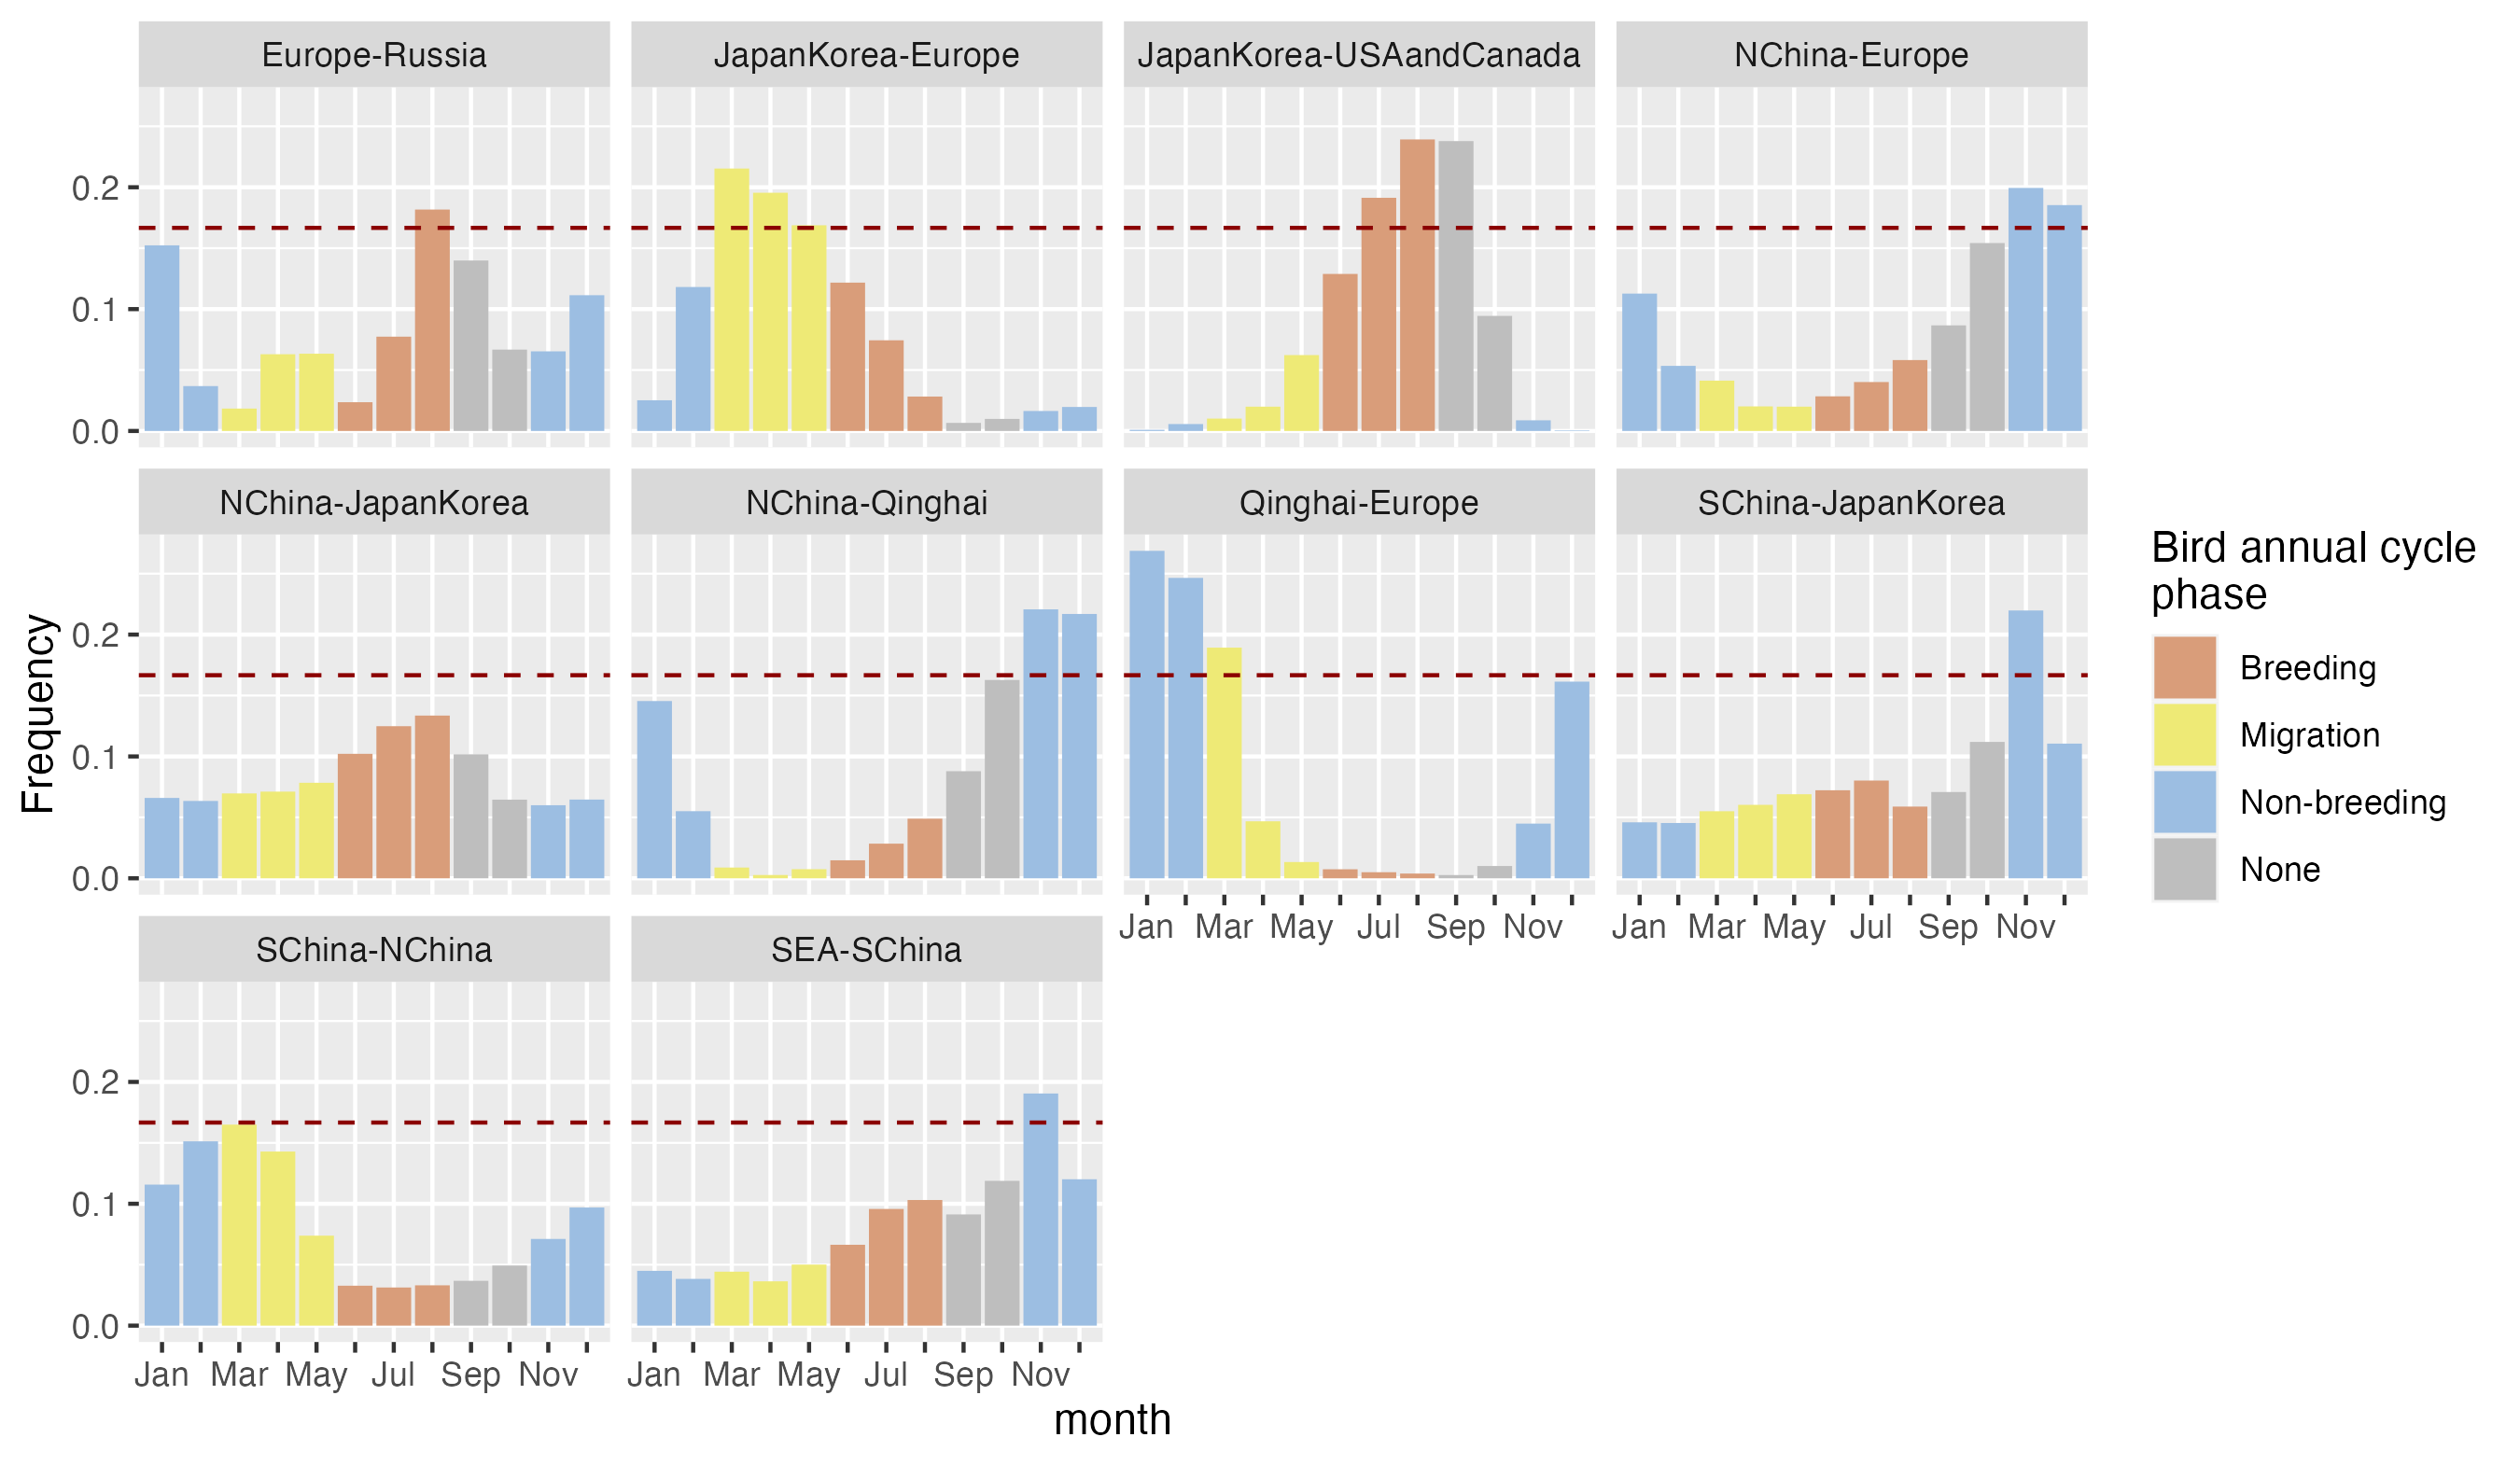 Europe-Russia
JapanKorea-Europe
JapanKorea-USAandCanada
NChina-Europe
0.2
0.1
0.0
NChina-JapanKorea
NChina-Qinghai
Qinghai-Europe
SChina-JapanKorea
0.2
0.1
0.0
Jan Mar May Jul Sep Nov
Jan Mar May Jul Sep Nov
SChina-NChina
SEA-SChina
0.2
0.1
0.0
Jan Mar May Jul Sep Nov
Jan Mar May Jul Sep Nov
month
Frequency
Bird annual cycle
phase
Breeding
Migration
Non-breeding
None